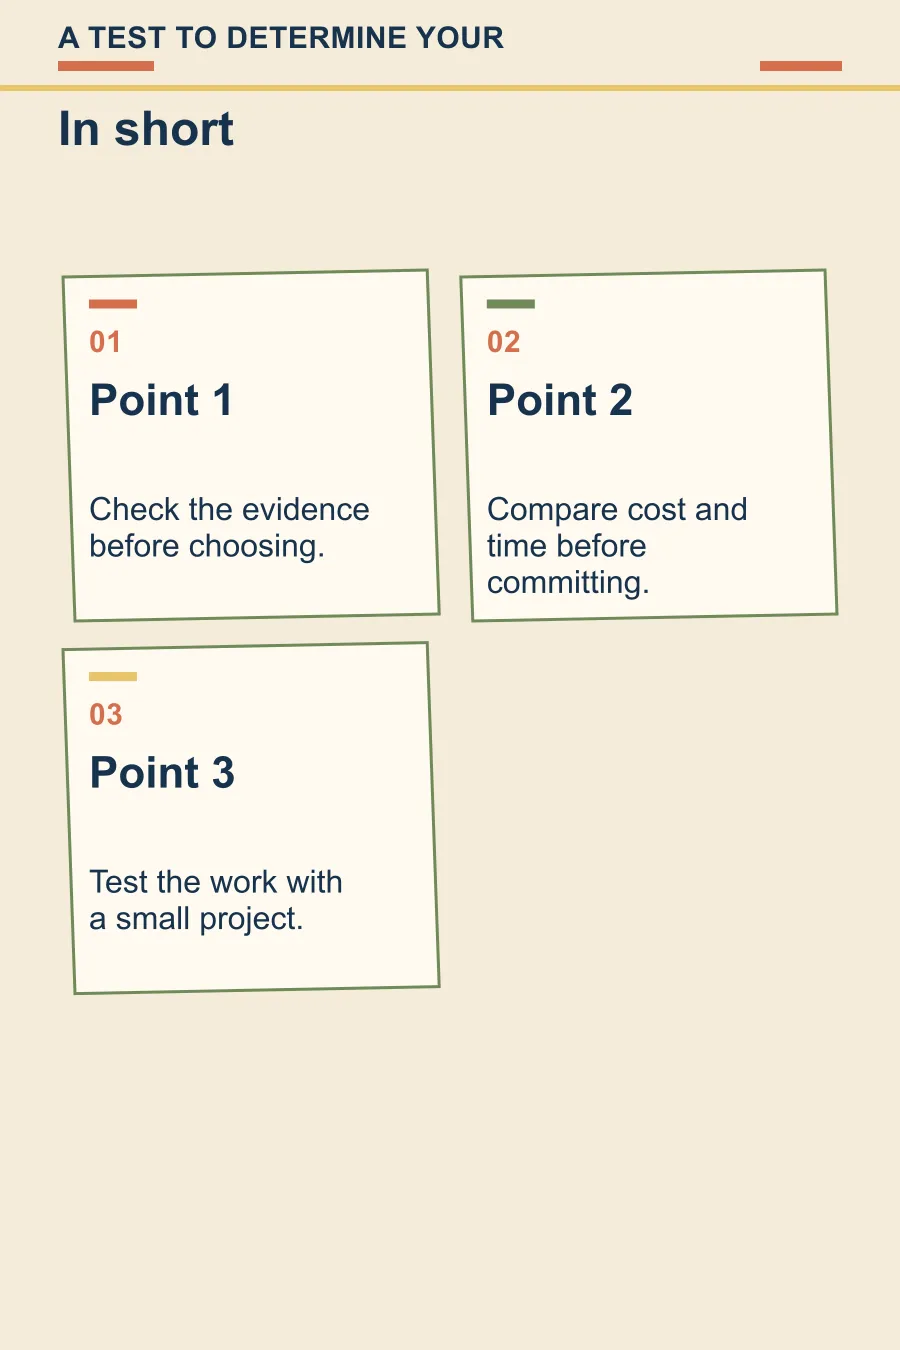 A TEST TO DETERMINE YOUR
In short
01
Point 1
Check the evidence
before choosing.
02
Point 2
Compare cost and
time before
committing.
03
Point 3
Test the work with
a small project.